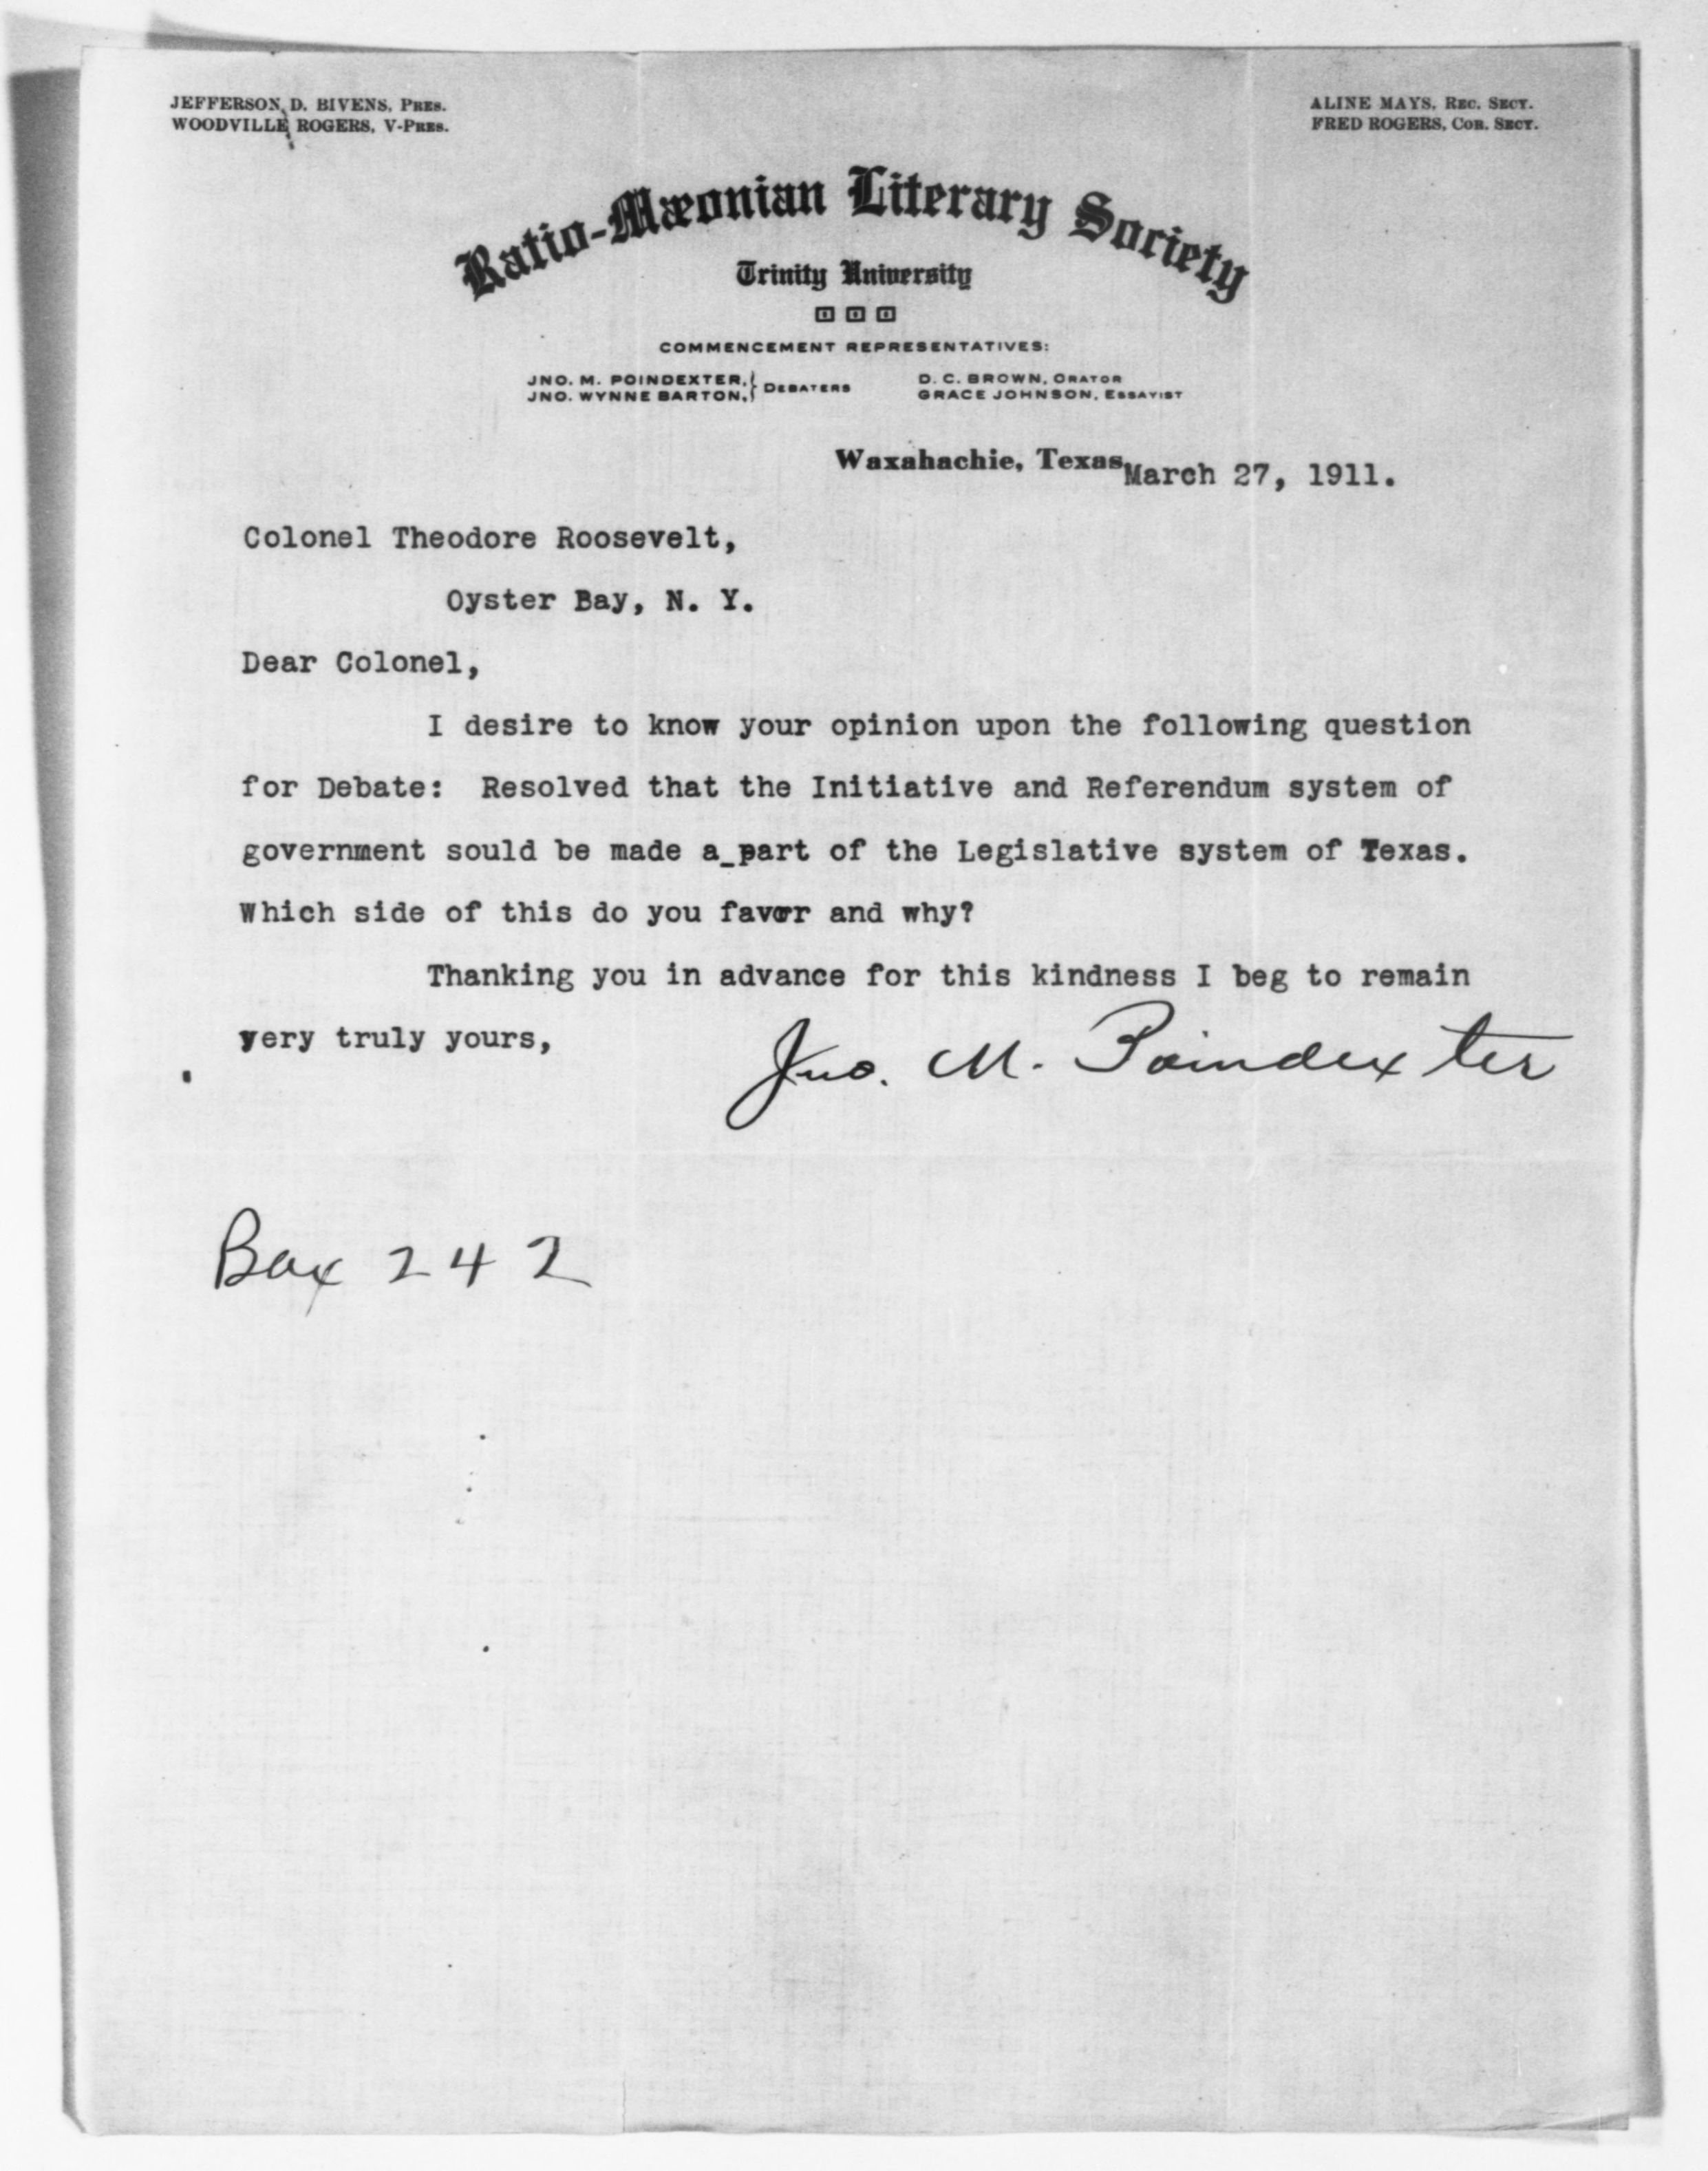 JEFFERSON D. BIVENS, PRES.
WOODVILLE ROGERS, V-PRES.
ALINE MAYS, REC. SECT.
FRED ROGERS, COR. SECT.
Ratio-Mæonian Literary Society
Trinity University
COMMENCEMENT REPRESENTATIVES:
JNO. M. POINDEXTER,
JNO. WYNNE BARTON, } DEBATERS
D. C. BROWN, ORATOR
GRACE JOHNSON, ESSAYIST
Waxahachie, Texas, March 27, 1911.
Colonel Theodore Roosevelt,
Oyster Bay, N. Y.
Dear Colonel,
I desire to know your opinion upon the following question
for Debate: Resolved that the Initiative and Referendum system of
government sould be made a_part of the Legislative system of Texas.
Which side of this do you favor and why?
Thanking you in advance for this kindness I beg to remain
very truly yours,
Jno. M. Poindexter
Box 242